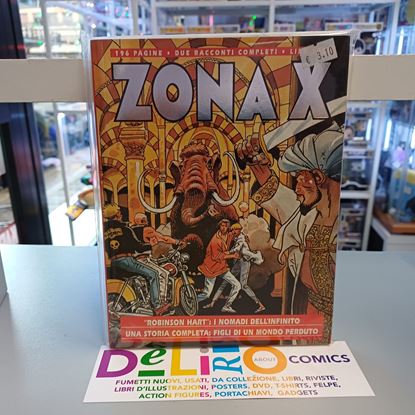 196 PAGINE • DUE RACCONTI COMPLETI •
€ 3,10
ZONA X
"ROBINSON HART": I NOMADI DELL'INFINITO
UNA STORIA COMPLETA: FIGLI DI UN MONDO PERDUTO
DeLiRiO ABOUT COMICS
FUMETTI NUOVI, USATI, DA COLLEZIONE, LIBRI, RIVISTE,
LIBRI D'ILLUSTRAZIONI, POSTERS, DVD, T-SHIRTS, FELPE,
ACTION FIGURES, PORTACHIAVI, GADGETS